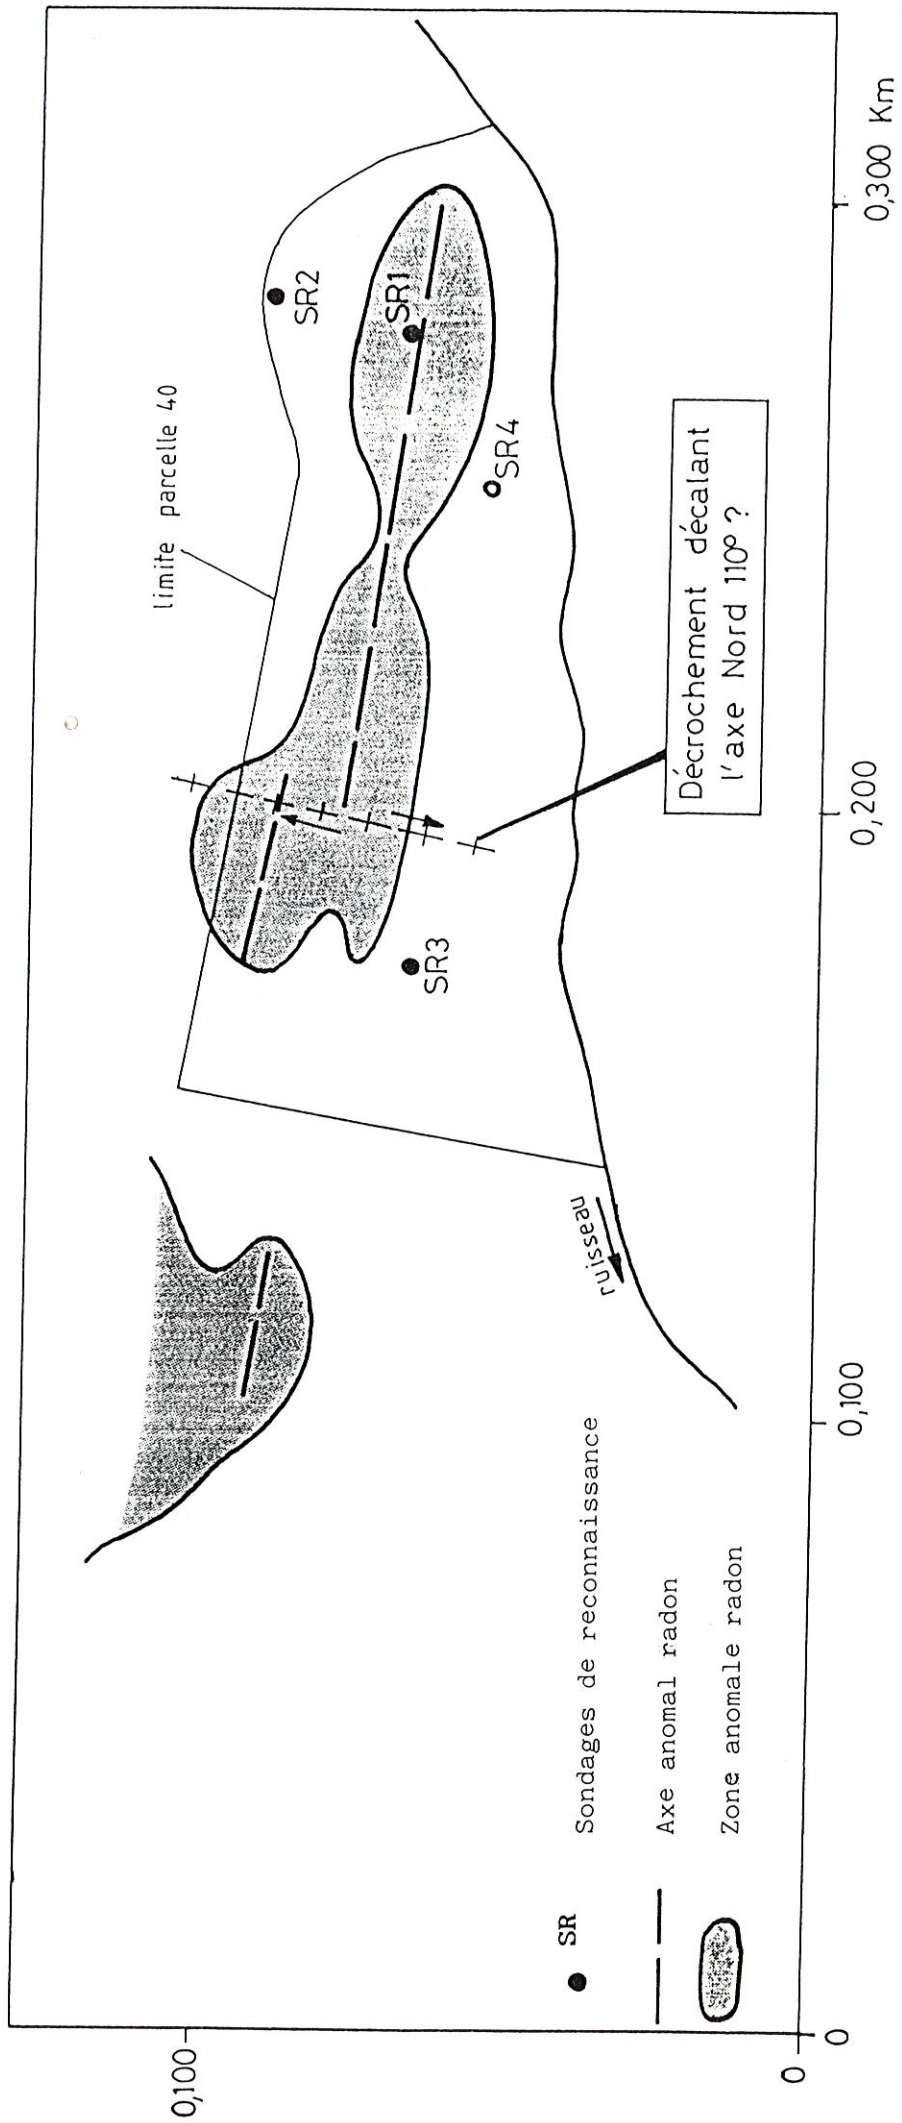 limite parcelle 40
SR2
SR1
SR4
SR3
Décrochement décalant
l'axe Nord 110° ?
ruisseau
SR Sondages de reconnaissance
Axe anomal radon
Zone anomale radon
0,100
0
0
0,100
0,200
0,300 Km